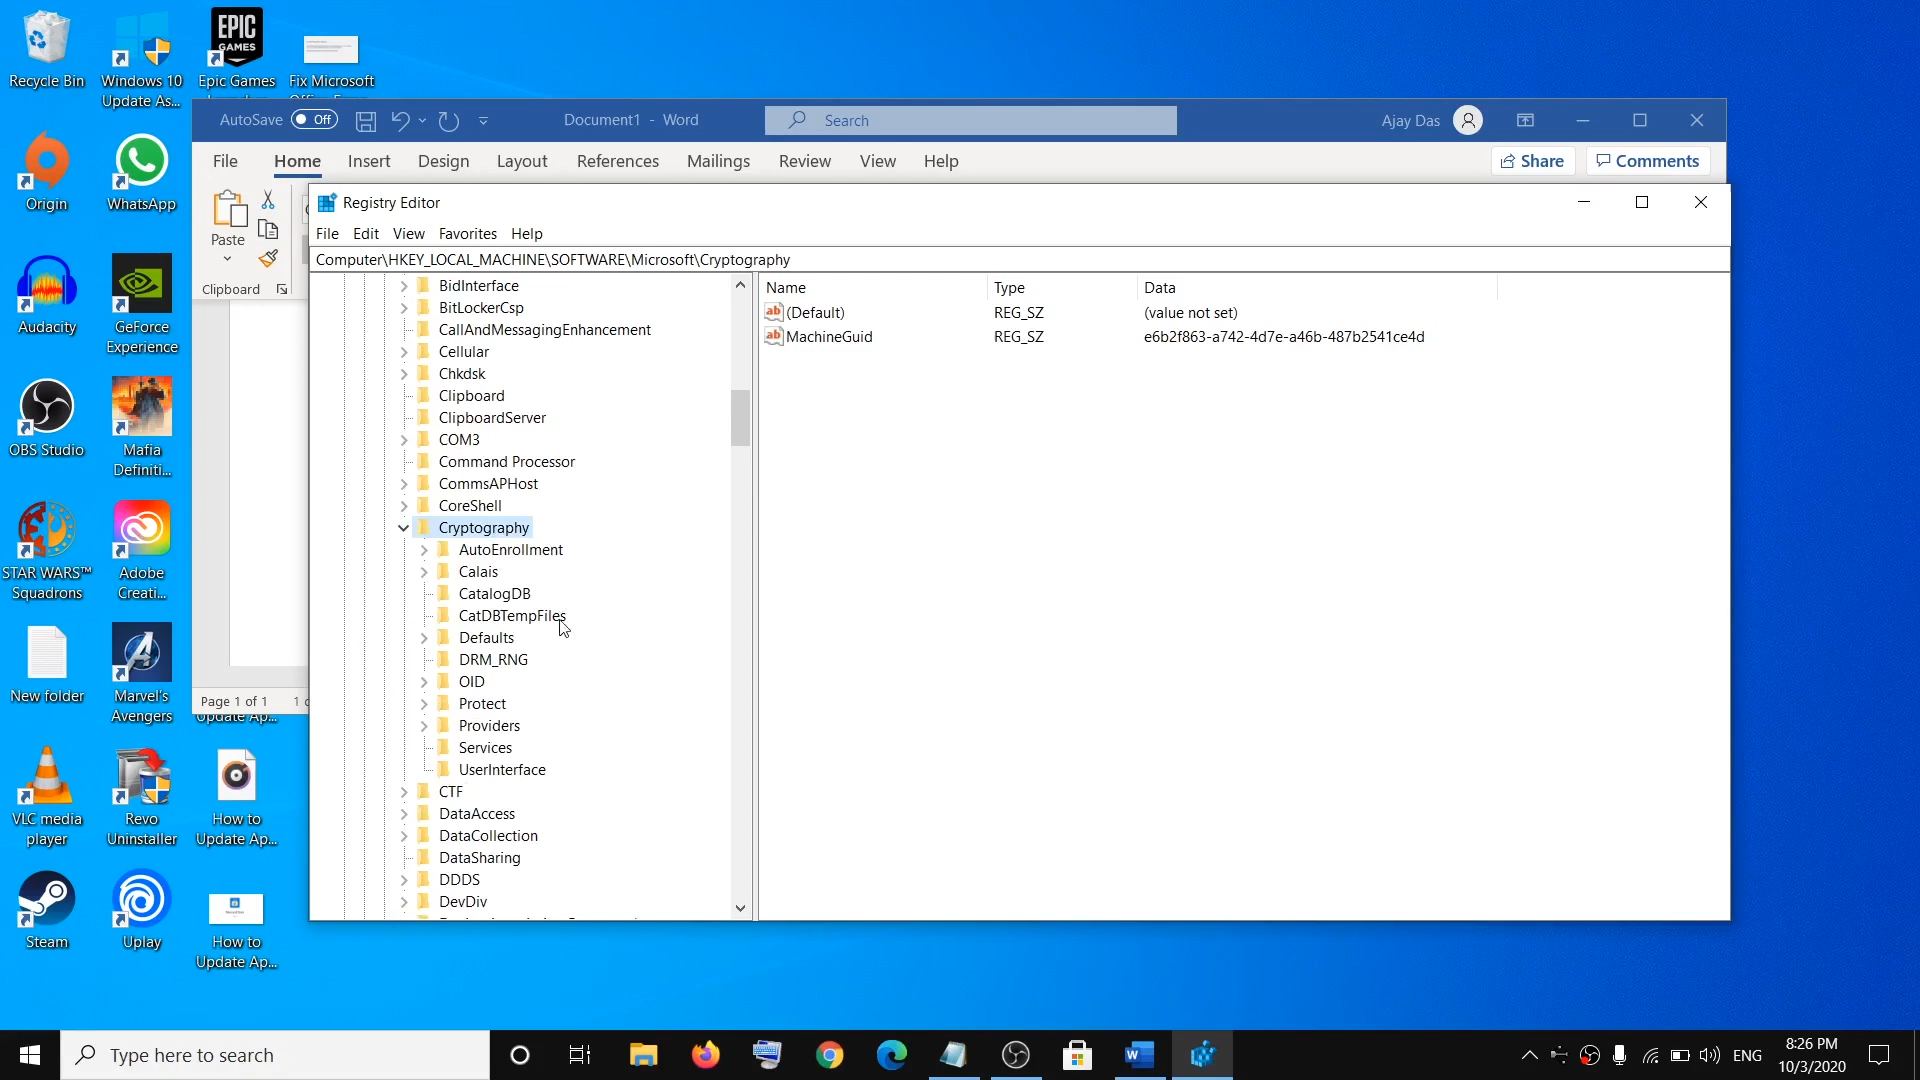 Recycle Bin
Windows 10
Update As...
EPIC
GAMES
Epic Games
Fix Microsoft
Origin
WhatsApp
Audacity
GeForce
Experience
OBS Studio
Mafia
Definiti...
STAR WARS™
Squadrons
Adobe
Creati...
New folder
Marvel's
Avengers
Update Ap...
VLC media
player
Revo
Uninstaller
How to
Update Ap...
Steam
Uplay
How to
Update Ap...
AutoSave Off
Document1 - Word
Search
Ajay Das
File Home Insert Design Layout References Mailings Review View Help
Share
Comments
Paste
Clipboard
Page 1 of 1
Registry Editor
File Edit View Favorites Help
Computer\HKEY_LOCAL_MACHINE\SOFTWARE\Microsoft\Cryptography
BidInterface
BitLockerCsp
CallAndMessagingEnhancement
Cellular
Chkdsk
Clipboard
ClipboardServer
COM3
Command Processor
CommsAPHost
CoreShell
Cryptography
AutoEnrollment
Calais
CatalogDB
CatDBTempFiles
Defaults
DRM_RNG
OID
Protect
Providers
Services
UserInterface
CTF
DataAccess
DataCollection
DataSharing
DDDS
DevDiv
Name Type Data
ab (Default) REG_SZ (value not set)
ab MachineGuid REG_SZ e6b2f863-a742-4d7e-a46b-487b2541ce4d
Type here to search
W
ENG
8:26 PM
10/3/2020